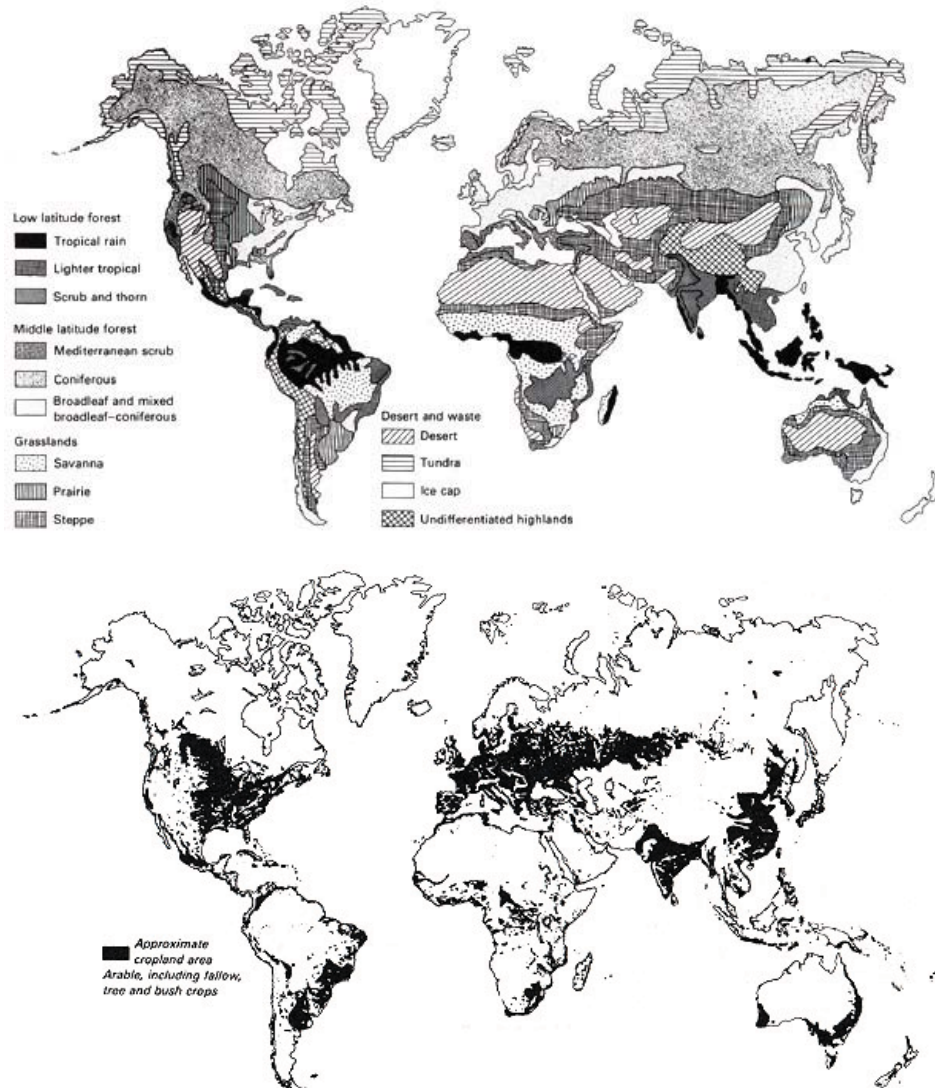 Low latitude forest
Tropical rain
Lighter tropical
Scrub and thorn
Middle latitude forest
Mediterranean scrub
Coniferous
Broadleaf and mixed
broadleaf–coniferous
Grasslands
Savanna
Prairie
Steppe
Desert and waste
Desert
Tundra
Ice cap
Undifferentiated highlands
Approximate
cropland area
Arable, including fallow,
tree and bush crops